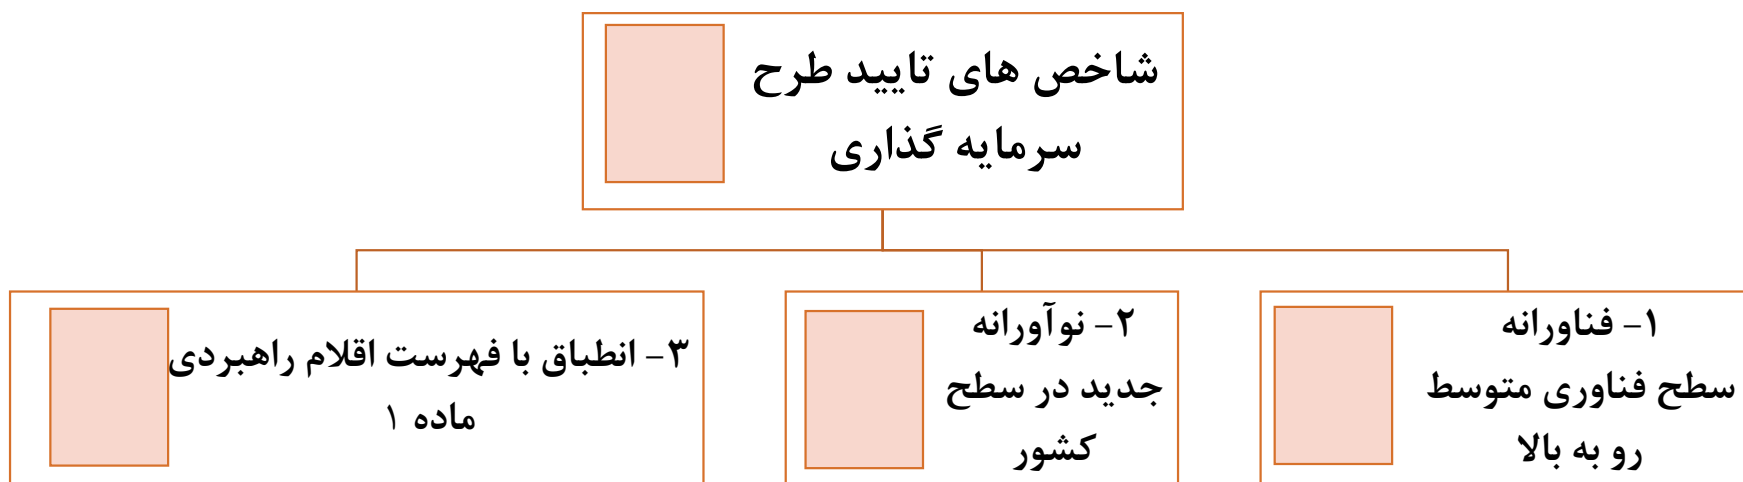 شاخص های تایید طرح
سرمایه گذاری
۱- فناورانه
سطح فناوری متوسط
رو به بالا
۲- نوآورانه
جدید در سطح
کشور
۳- انطباق با فهرست اقلام راهبردی
ماده ۱